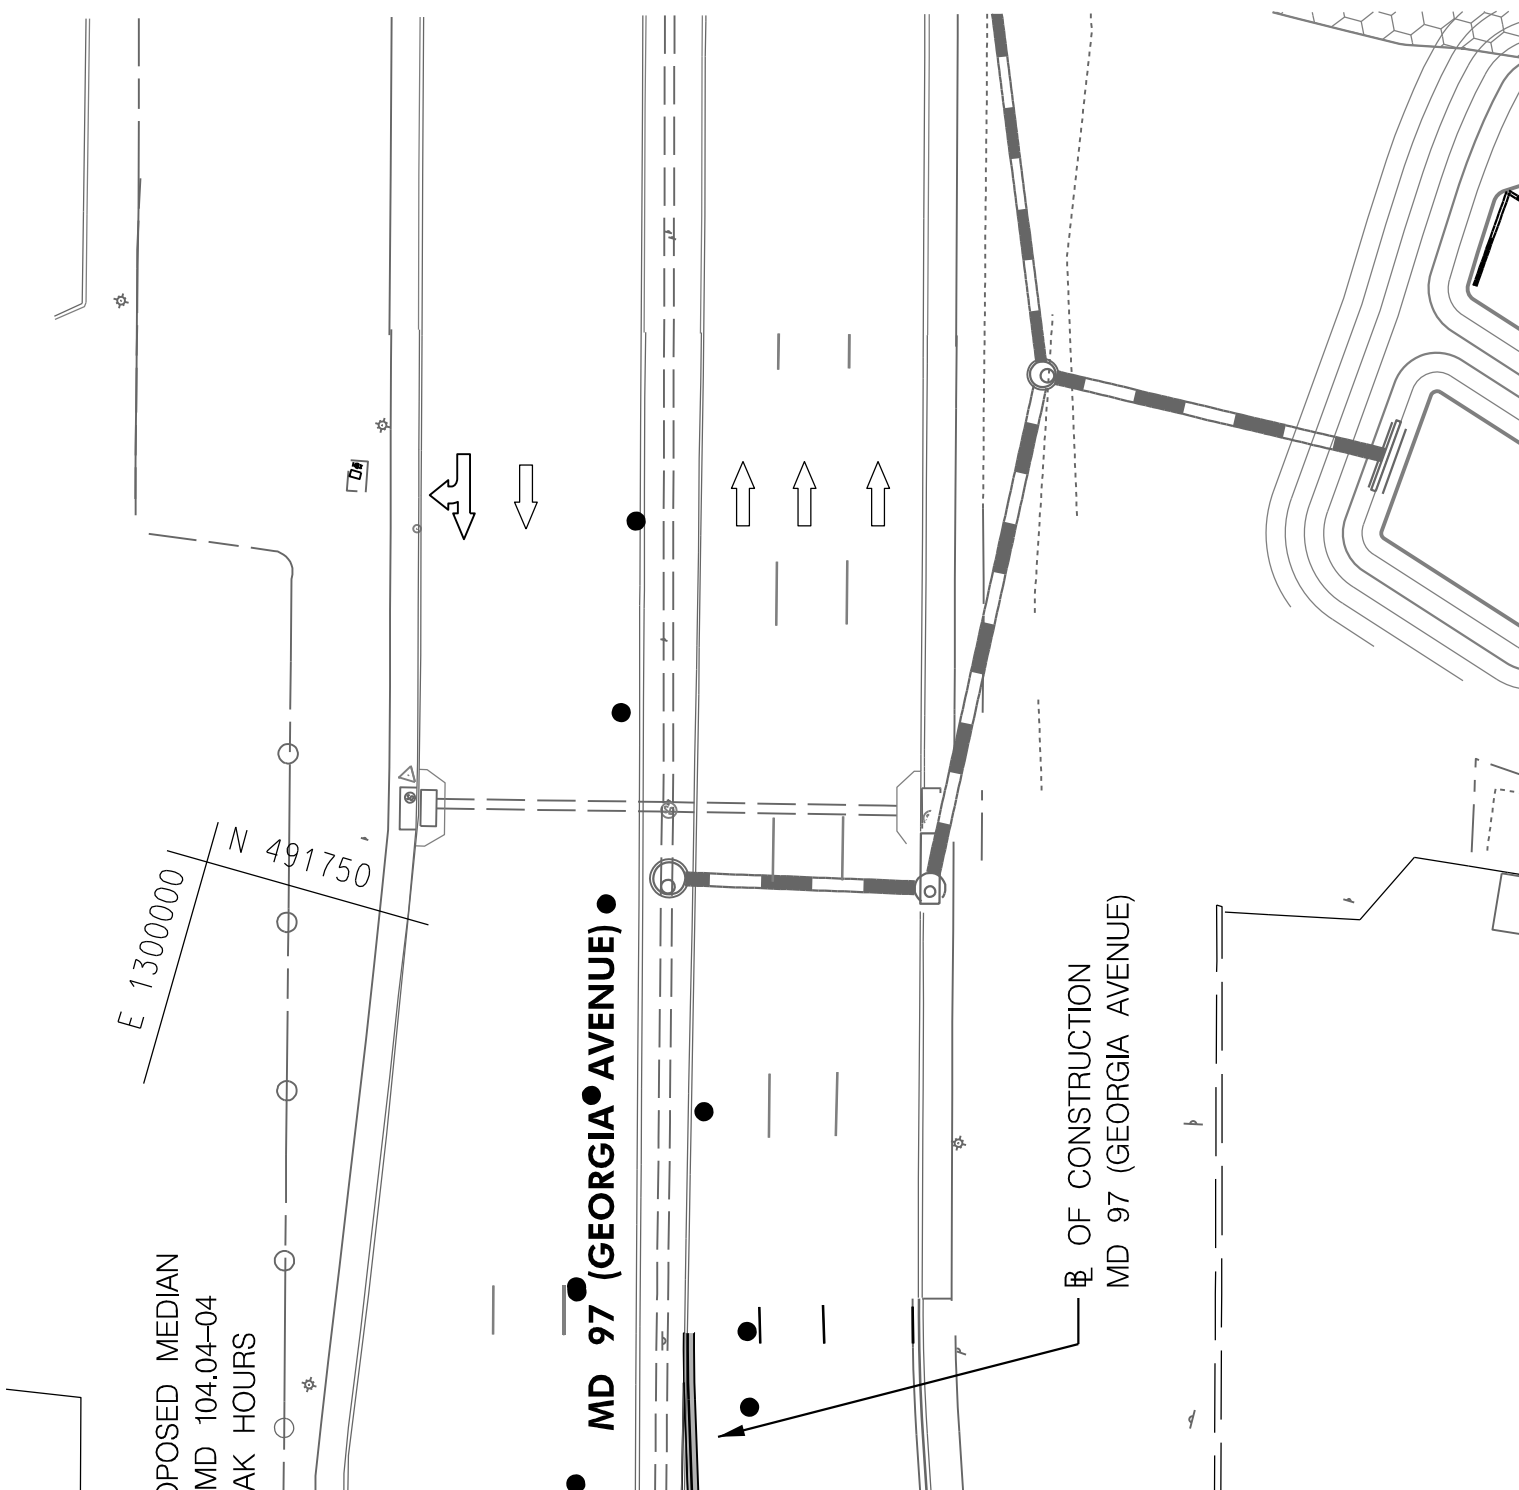 N 491750
E 1300000
MD 97 (GEORGIA AVENUE)
℄ OF CONSTRUCTION
MD 97 (GEORGIA AVENUE)
OPOSED MEDIAN
MD 104.04–04
AK HOURS